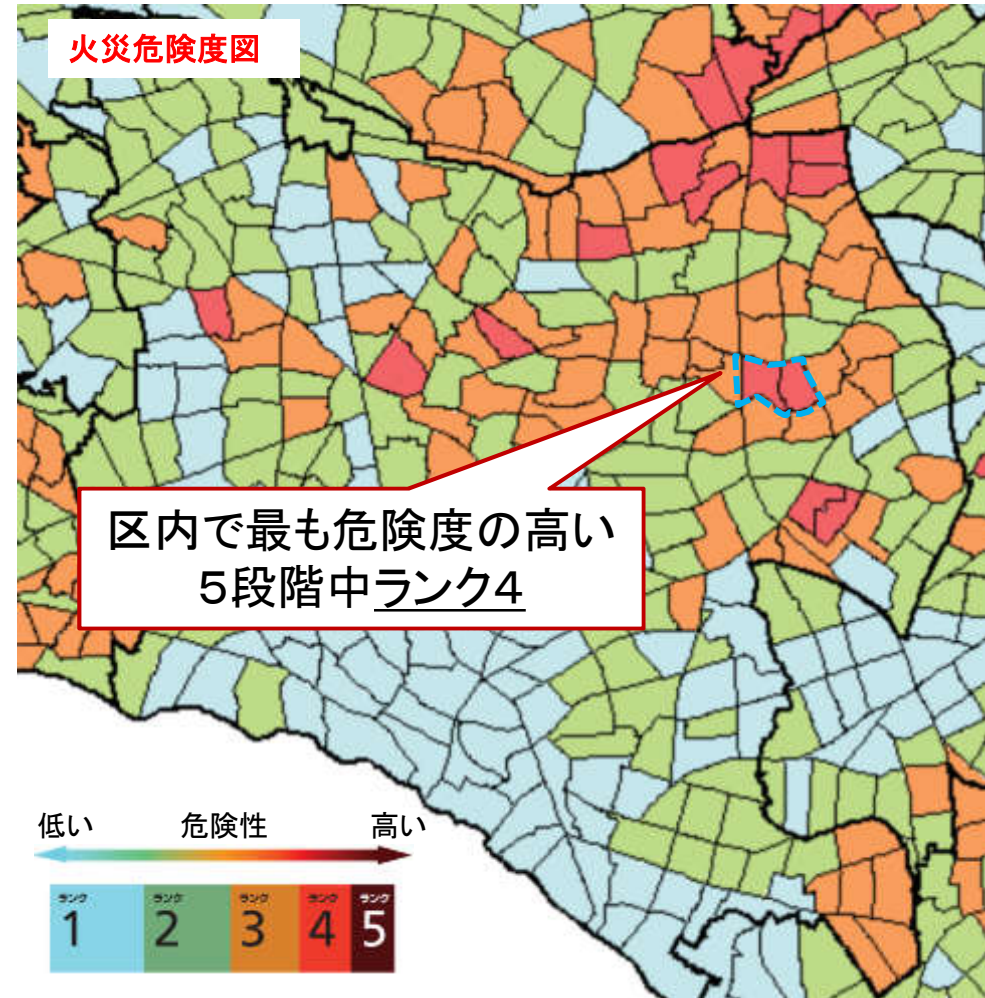 火災危険度図
区内で最も危険度の高い
5段階中ランク4
低い 危険性 高い
ランク ランク ランク ランク ランク
1 2 3 4 5